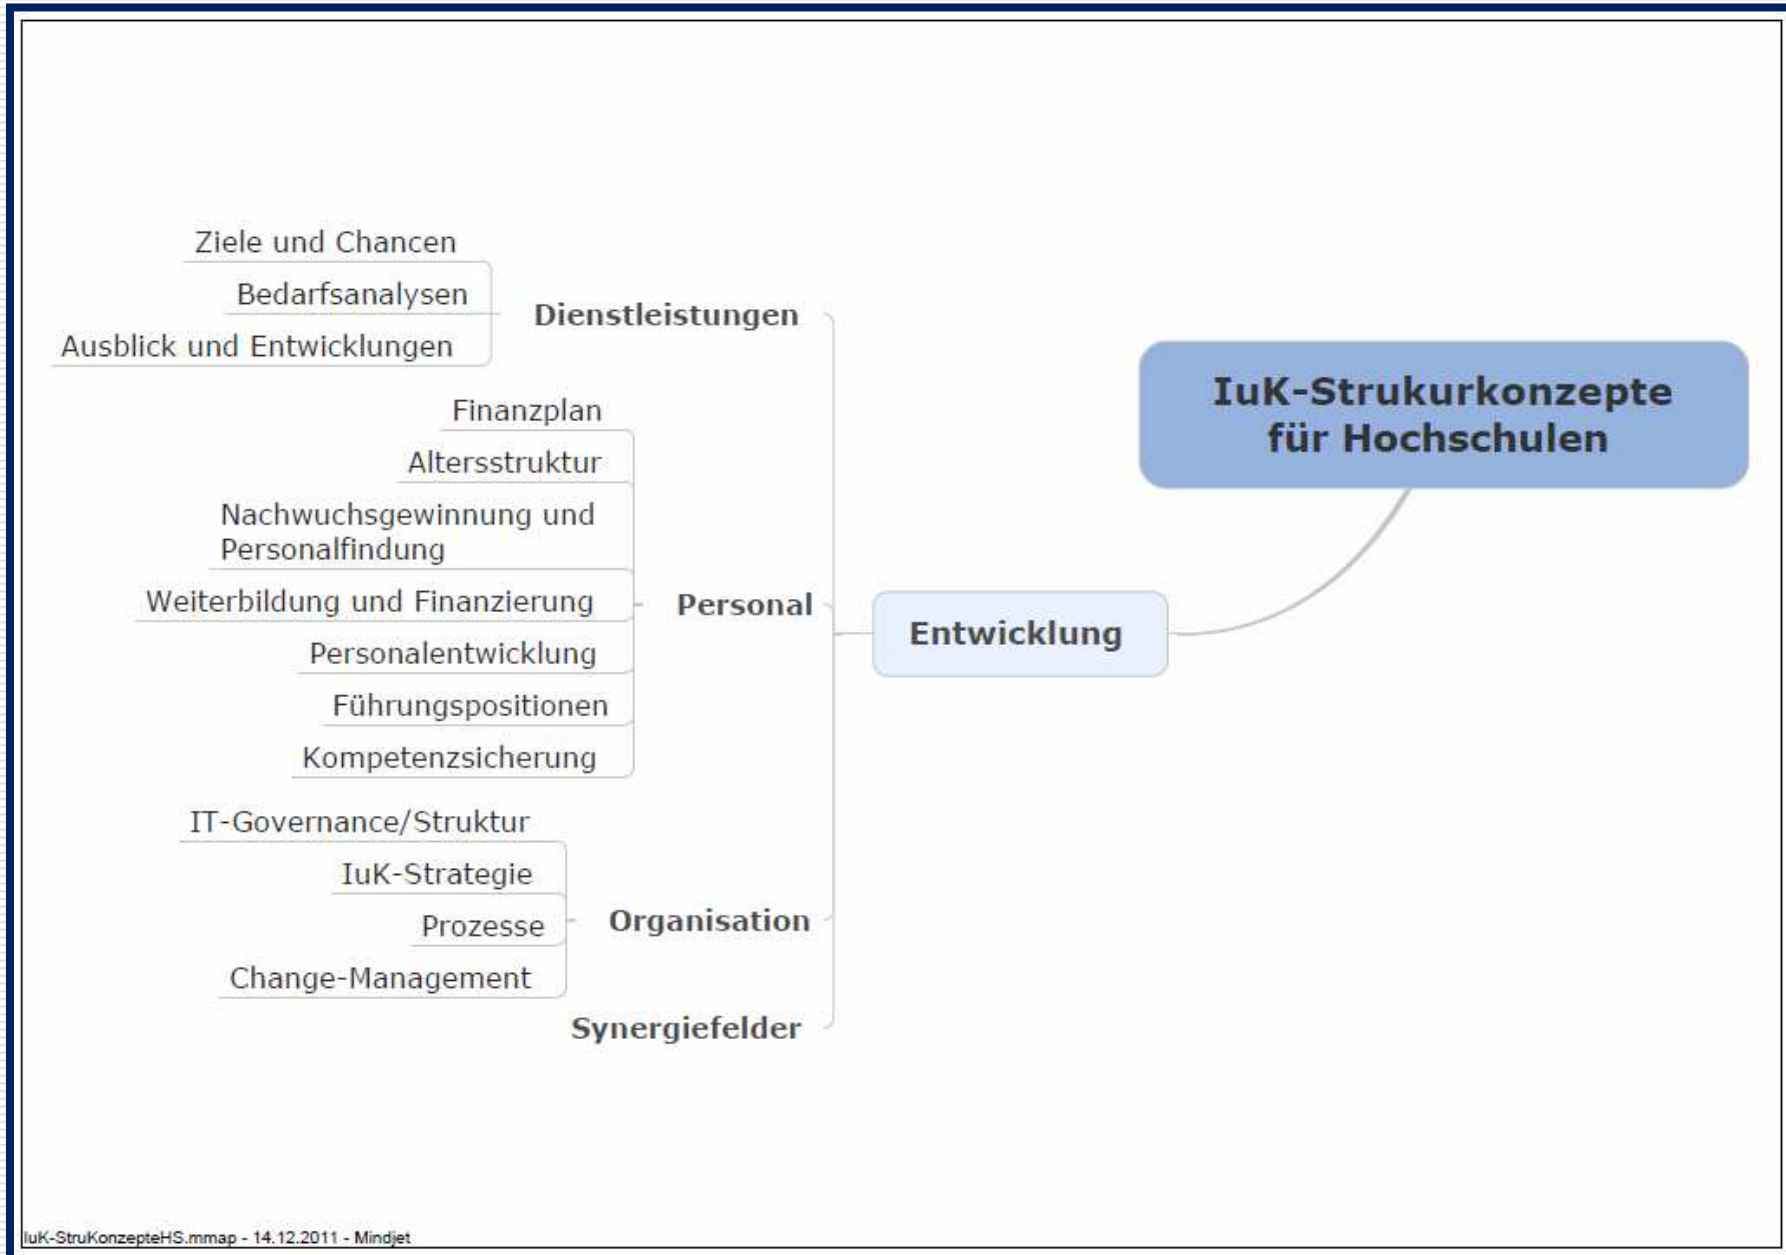 Ziele und Chancen
Bedarfsanalysen
Ausblick und Entwicklungen
Dienstleistungen
Finanzplan
Altersstruktur
Nachwuchsgewinnung und
Personalfindung
Weiterbildung und Finanzierung
Personalentwicklung
Führungspositionen
Kompetenzsicherung
Personal
IT-Governance/Struktur
IuK-Strategie
Prozesse
Change-Management
Organisation
Synergiefelder
Entwicklung
IuK-Strukurkonzepte
für Hochschulen
IuK-StruKonzepteHS.mmap - 14.12.2011 - Mindjet